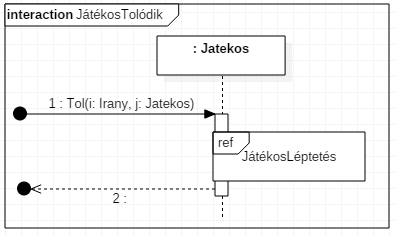 interaction JátékosTolódik
: Jatekos
1 : Tol(i: Irany, j: Jatekos)
ref
JátékosLéptetés
2 :